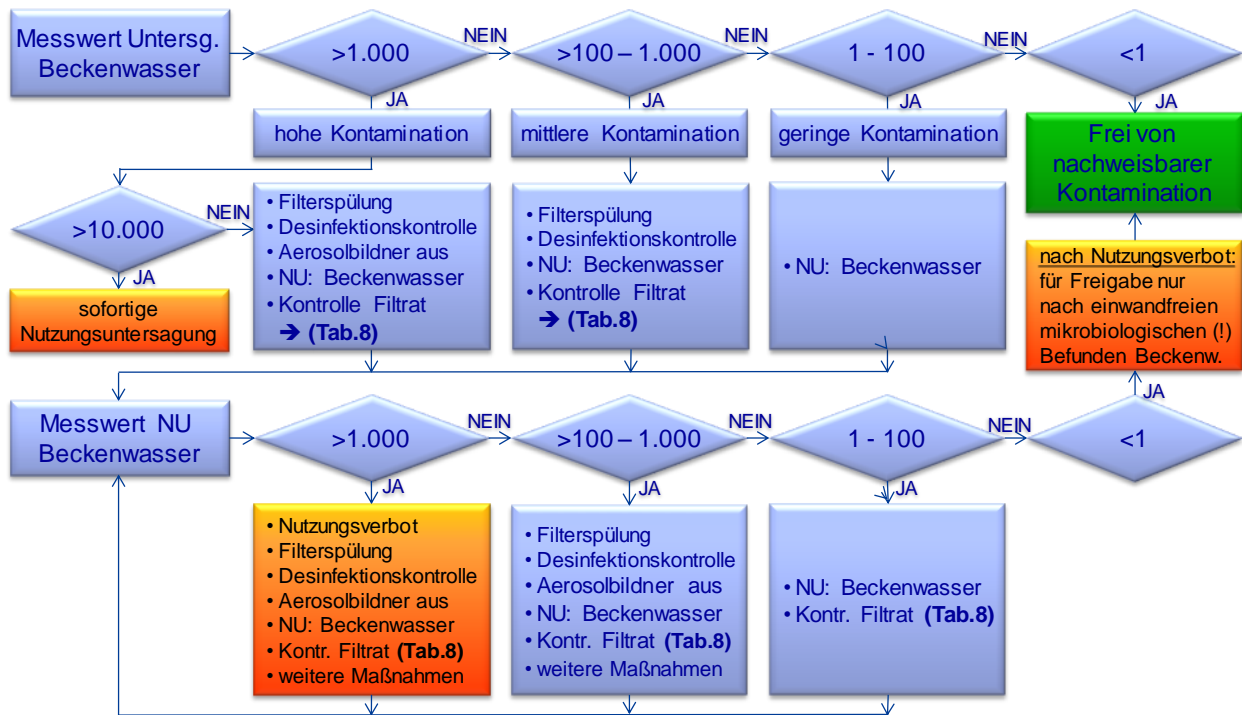 Messwert Untersg.
Beckenwasser
>1.000
NEIN
>100 – 1.000
NEIN
1 - 100
NEIN
<1
JA
JA
JA
JA
hohe Kontamination
mittlere Kontamination
geringe Kontamination
Frei von
nachweisbarer
Kontamination
>10.000
NEIN
JA
sofortige
Nutzungsuntersagung
• Filterspülung
• Desinfektionskontrolle
• Aerosolbildner aus
• NU: Beckenwasser
• Kontrolle Filtrat
➔ (Tab.8)
• Filterspülung
• Desinfektionskontrolle
• NU: Beckenwasser
• Kontrolle Filtrat
➔ (Tab.8)
• NU: Beckenwasser
nach Nutzungsverbot:
für Freigabe nur
nach einwandfreien
mikrobiologischen (!)
Befunden Beckenw.
JA
Messwert NU
Beckenwasser
>1.000
NEIN
>100 – 1.000
NEIN
1 - 100
NEIN
<1
JA
JA
JA
• Nutzungsverbot
• Filterspülung
• Desinfektionskontrolle
• Aerosolbildner aus
• NU: Beckenwasser
• Kontr. Filtrat (Tab.8)
• weitere Maßnahmen
• Filterspülung
• Desinfektionskontrolle
• Aerosolbildner aus
• NU: Beckenwasser
• Kontr. Filtrat (Tab.8)
• weitere Maßnahmen
• NU: Beckenwasser
• Kontr. Filtrat (Tab.8)